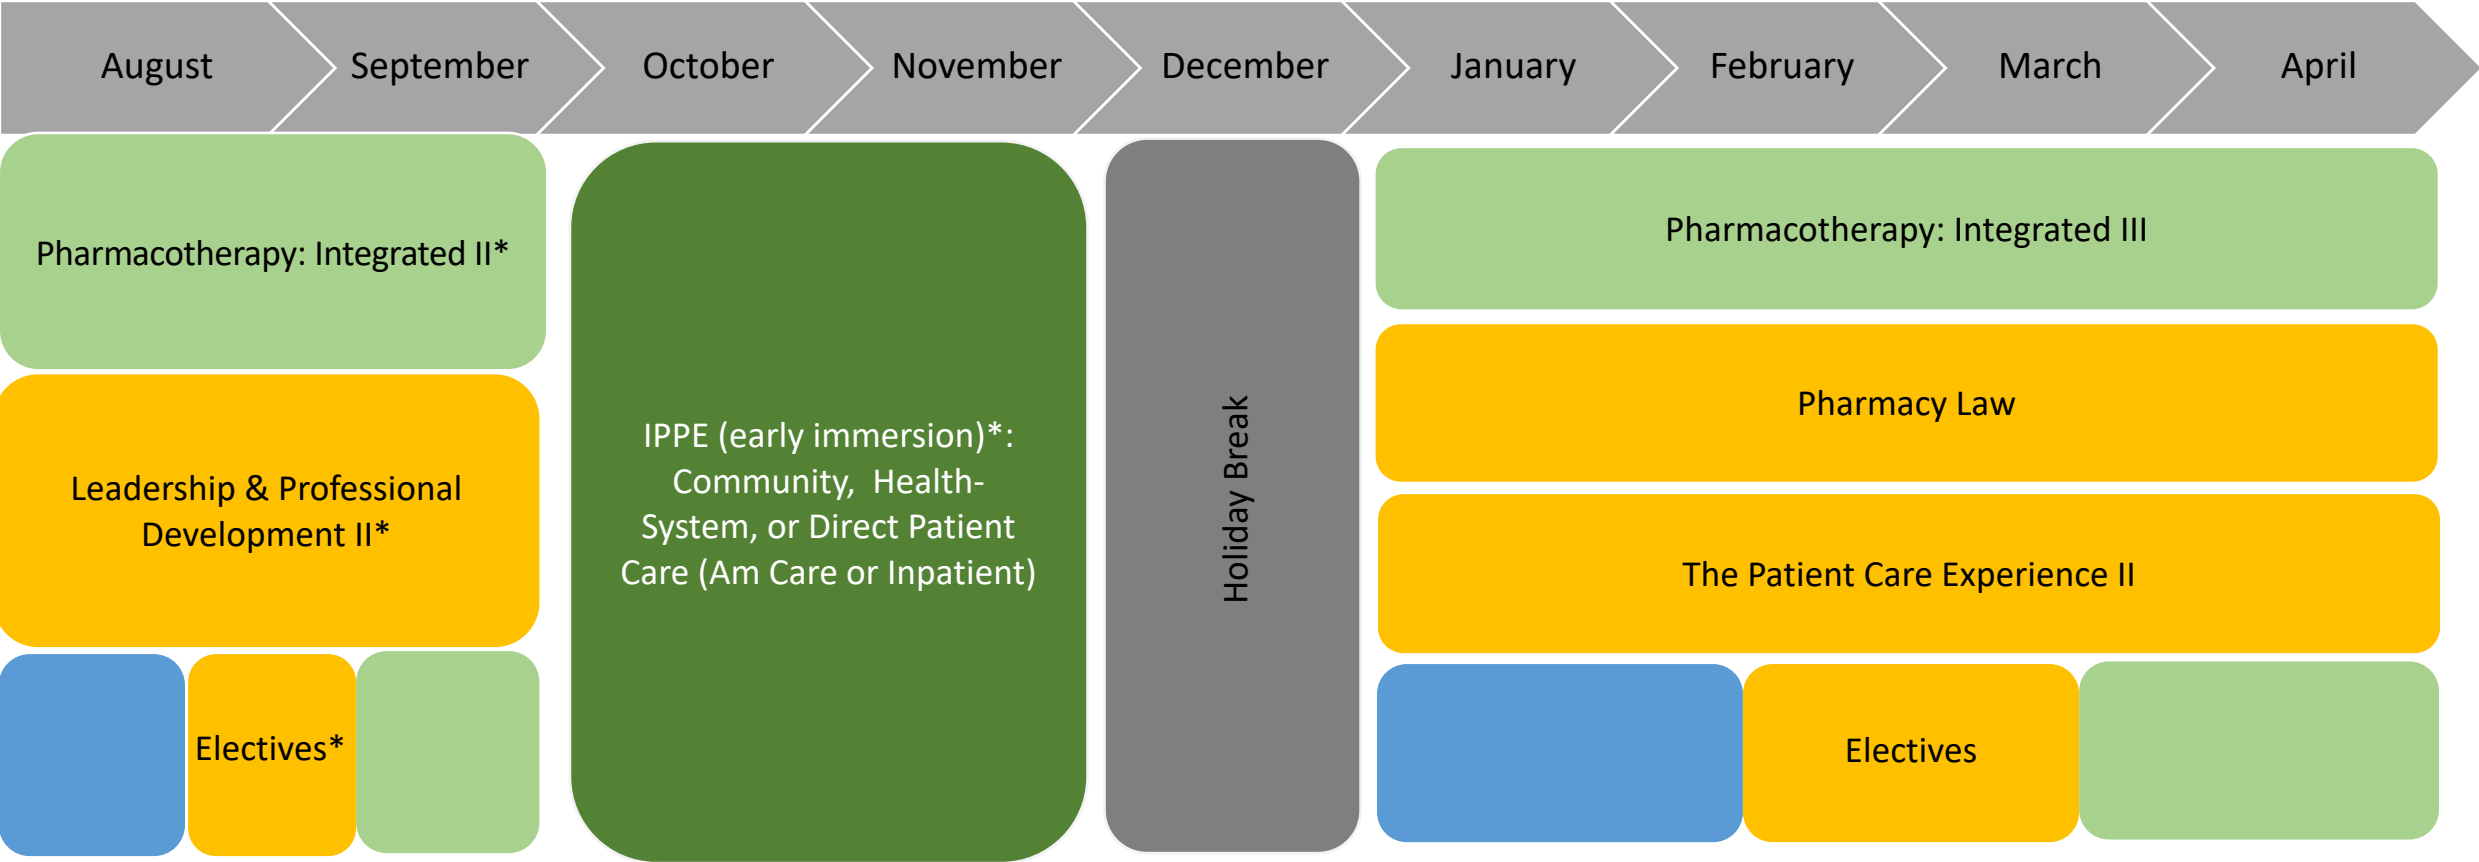 August
September
October
November
December
January
February
March
April
Pharmacotherapy: Integrated II*
Leadership & Professional
Development II*
Electives*
IPPE (early immersion)*:
Community, Health-
System, or Direct Patient
Care (Am Care or Inpatient)
Holiday Break
Pharmacotherapy: Integrated III
Pharmacy Law
The Patient Care Experience II
Electives